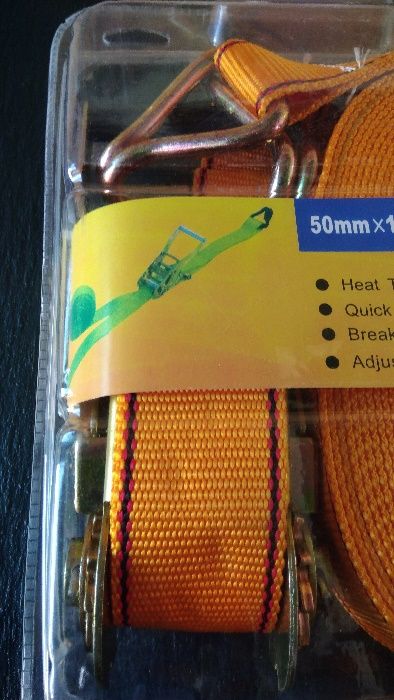 50mm×1
● Heat T
● Quick
● Break
● Adjus